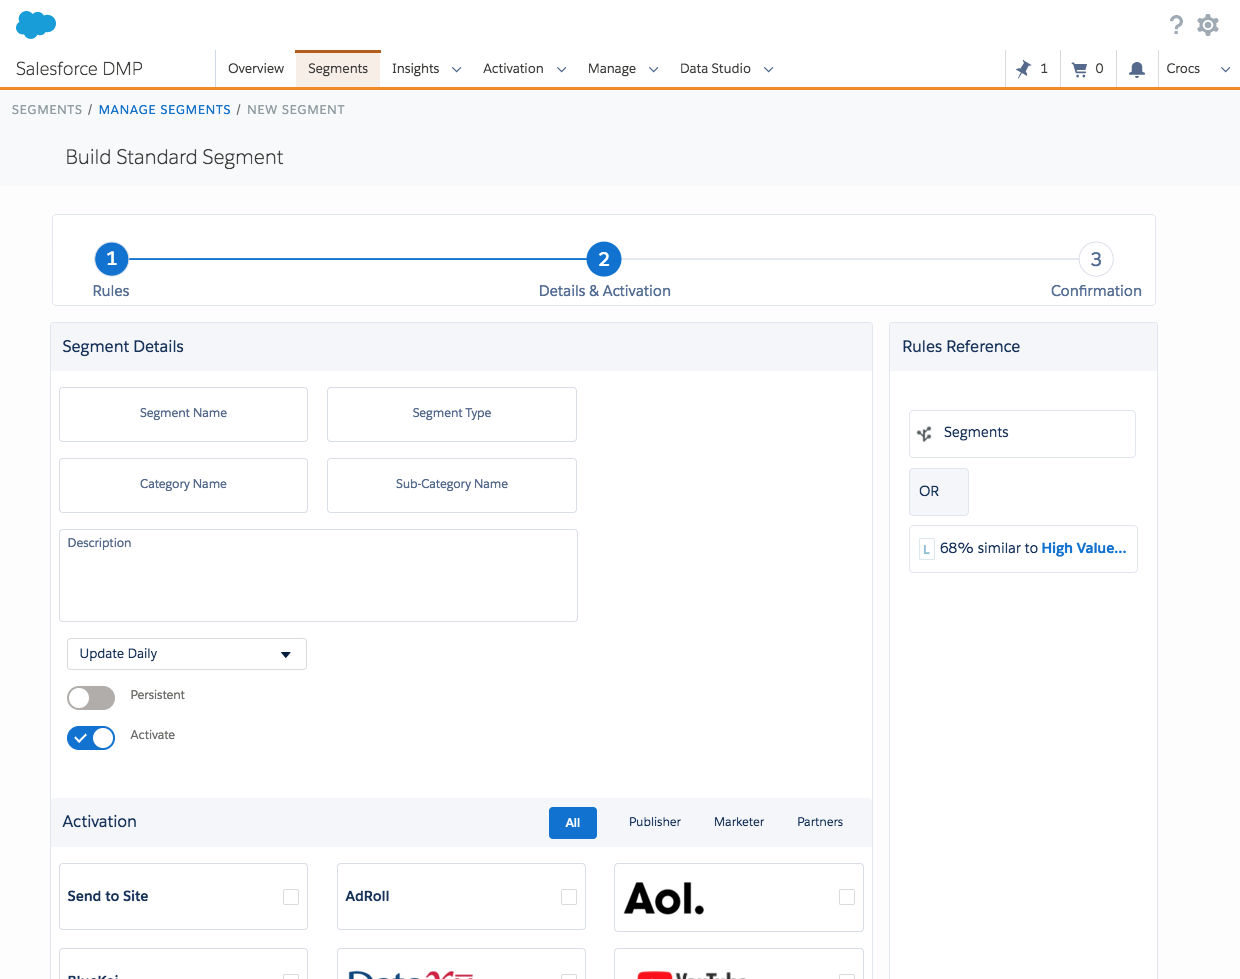 ?
Salesforce DMP
Overview
Segments
Insights
Activation
Manage
Data Studio
1
0
Crocs
SEGMENTS / MANAGE SEGMENTS / NEW SEGMENT
Build Standard Segment
1
2
3
Rules
Details & Activation
Confirmation
Segment Details
Segment Name
Segment Type
Category Name
Sub-Category Name
Description
Update Daily
Persistent
Activate
Rules Reference
Segments
OR
L 68% similar to High Value...
Activation
All
Publisher
Marketer
Partners
Send to Site
AdRoll
Aol.
BlueKai
YouTube